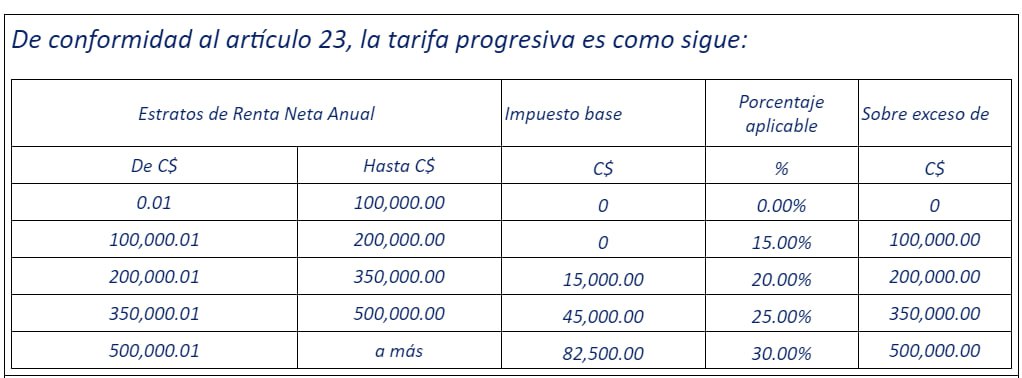 De conformidad al artículo 23, la tarifa progresiva es como sigue:
Estratos de Renta Neta Anual Impuesto base Porcentaje aplicable Sobre exceso de
De C$ Hasta C$ C$ % C$
0.01 100,000.00 0 0.00% 0
100,000.01 200,000.00 0 15.00% 100,000.00
200,000.01 350,000.00 15,000.00 20.00% 200,000.00
350,000.01 500,000.00 45,000.00 25.00% 350,000.00
500,000.01 a más 82,500.00 30.00% 500,000.00